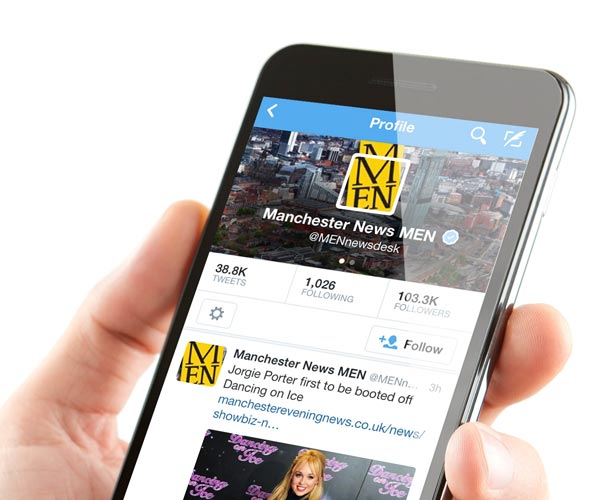 Profile
M
MEN
Manchester News MEN
@MENnewsdesk
38.8K
TWEETS
1,026
FOLLOWING
103.3K
FOLLOWERS
Follow
M
MEN
Manchester News MEN @MENn... 3h
Jorgie Porter first to be booted off
Dancing on Ice
manchestereveningnews.co.uk/news/
showbiz-n...
Dancing
on Ice
Dancing
on Ice